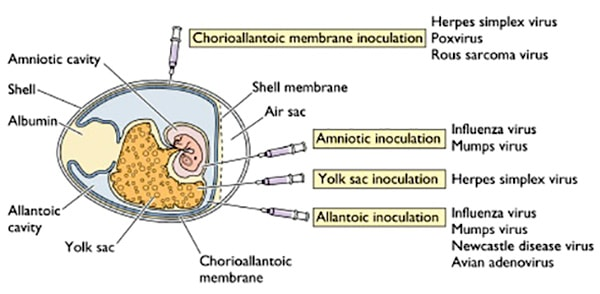 Chorioallantoic membrane inoculation
Herpes simplex virus
Poxvirus
Rous sarcoma virus
Amniotic cavity
Shell
Albumin
Shell membrane
Air sac
Amniotic inoculation
Influenza virus
Mumps virus
Yolk sac inoculation
Herpes simplex virus
Allantoic inoculation
Influenza virus
Mumps virus
Newcastle disease virus
Avian adenovirus
Allantoic
cavity
Yolk sac
Chorioallantoic
membrane